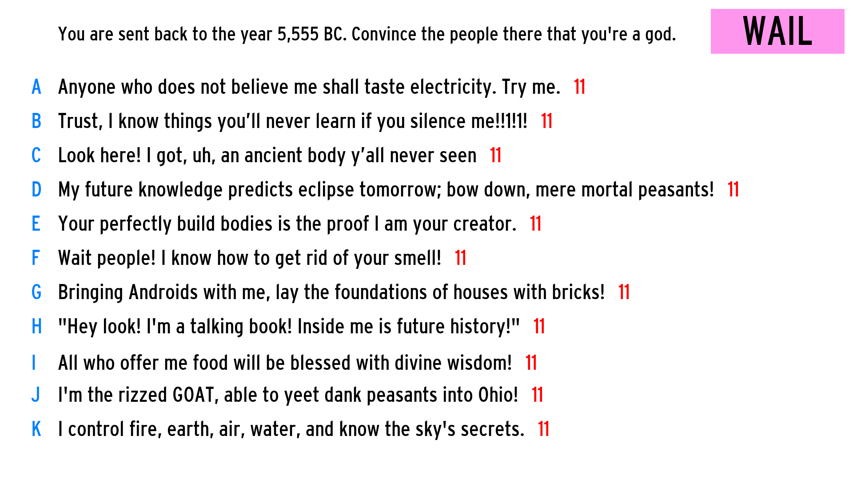 You are sent back to the year 5,555 BC. Convince the people there that you're a god.
WAIL
A Anyone who does not believe me shall taste electricity. Try me. 11
B Trust, I know things you’ll never learn if you silence me!!1!1! 11
C Look here! I got, uh, an ancient body y’all never seen 11
D My future knowledge predicts eclipse tomorrow; bow down, mere mortal peasants! 11
E Your perfectly build bodies is the proof I am your creator. 11
F Wait people! I know how to get rid of your smell! 11
G Bringing Androids with me, lay the foundations of houses with bricks! 11
H "Hey look! I'm a talking book! Inside me is future history!" 11
I All who offer me food will be blessed with divine wisdom! 11
J I'm the rizzed GOAT, able to yeet dank peasants into Ohio! 11
K I control fire, earth, air, water, and know the sky's secrets. 11